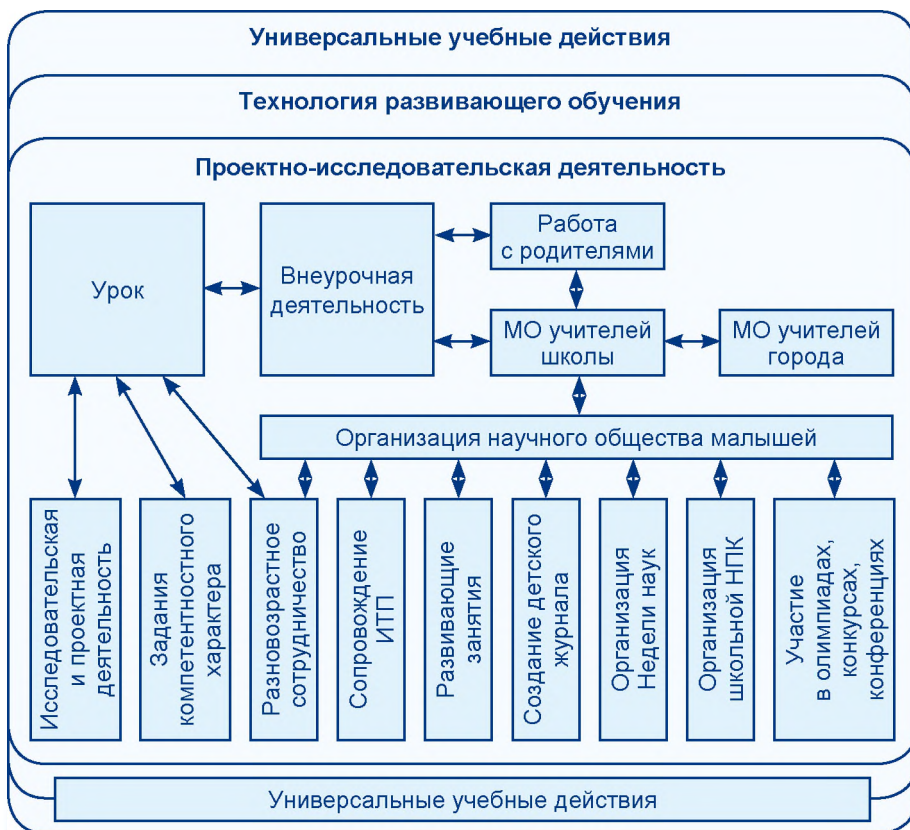 Универсальные учебные действия
Технология развивающего обучения
Проектно-исследовательская деятельность
Урок
Внеурочная
деятельность
Работа
с родителями
МО учителей
школы
МО учителей
города
Организация научного общества малышей
Исследовательская
и проектная
деятельность
Задания
компетентностного
характера
Разновозрастное
сотрудничество
Сопровождение
ИТП
Развивающие
занятия
Создание детского
журнала
Организация
Недели наук
Организация
школьной НПК
Участие
в олимпиадах,
конкурсах,
конференциях
Универсальные учебные действия